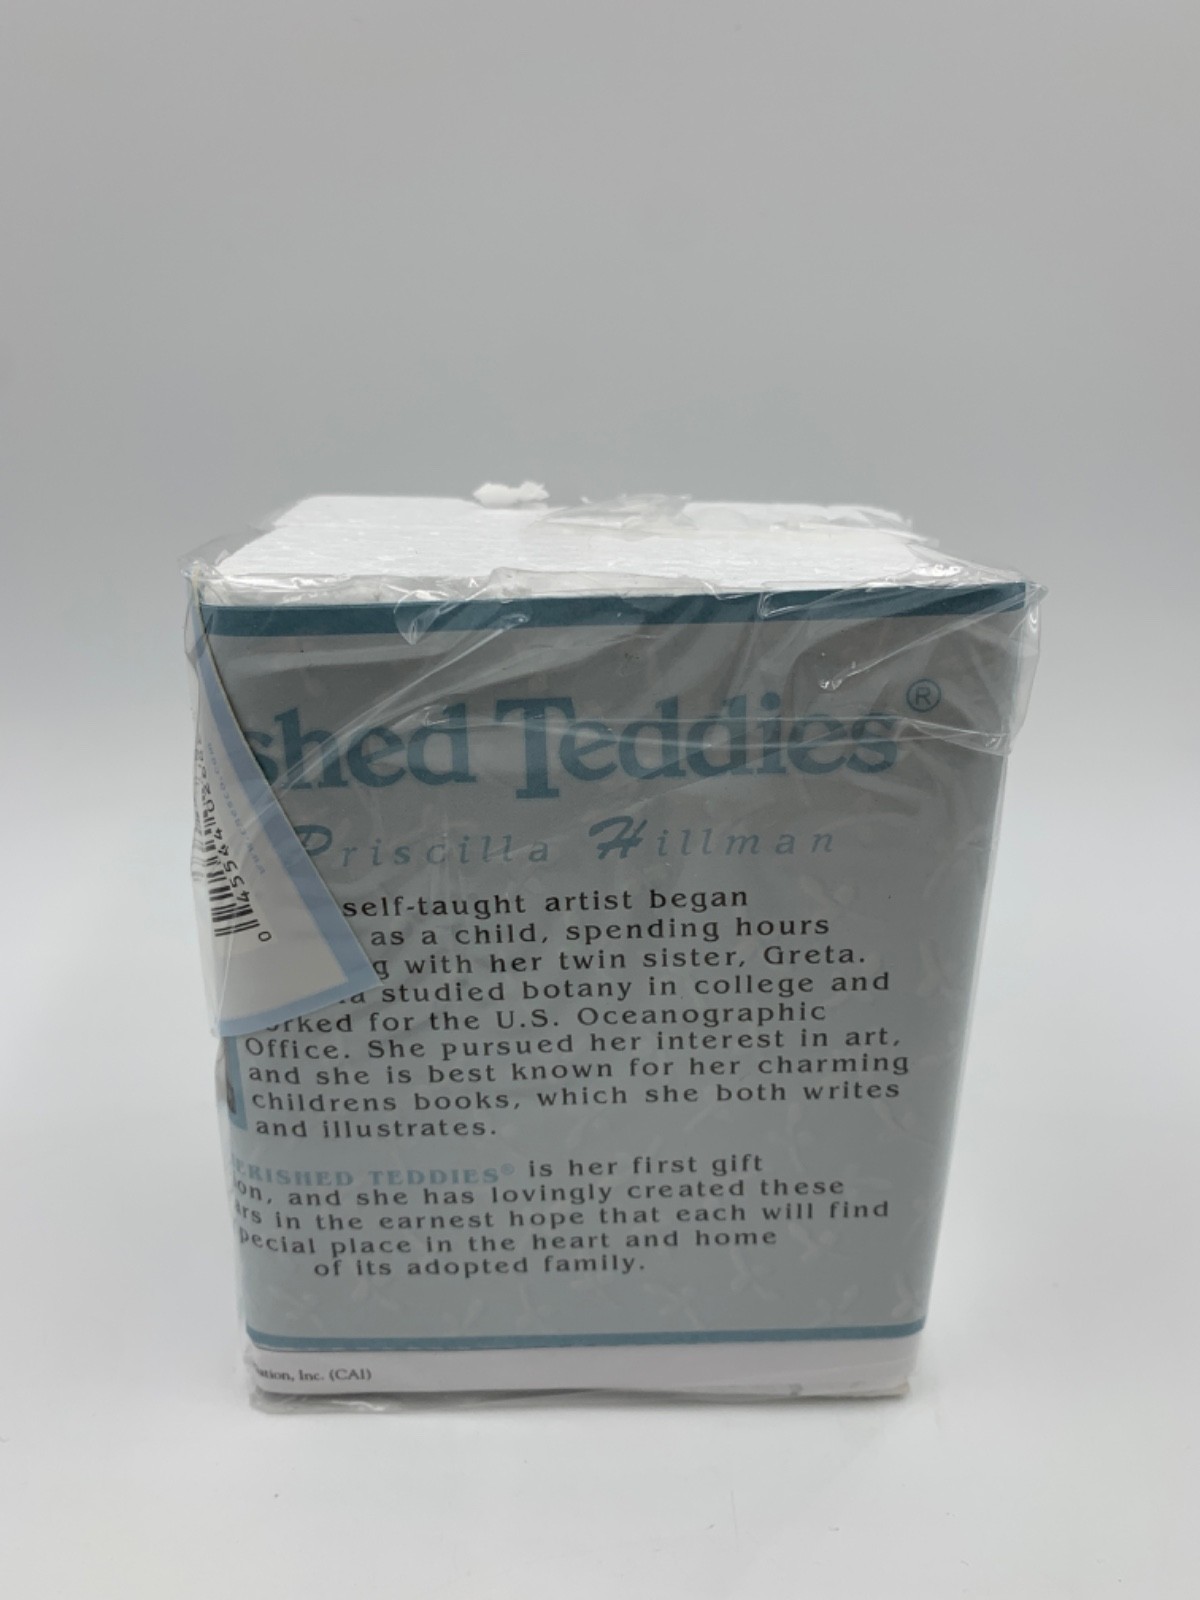 shed Teddies®
Priscilla Hillman
self-taught artist began
as a child, spending hours
g with her twin sister, Greta.
a studied botany in college and
orked for the U.S. Oceanographic
Office. She pursued her interest in art,
and she is best known for her charming
childrens books, which she both writes
and illustrates.
ERISHED TEDDIES® is her first gift
on, and she has lovingly created these
ars in the earnest hope that each will find
pecial place in the heart and home
of its adopted family.
ation, Inc. (CAI)